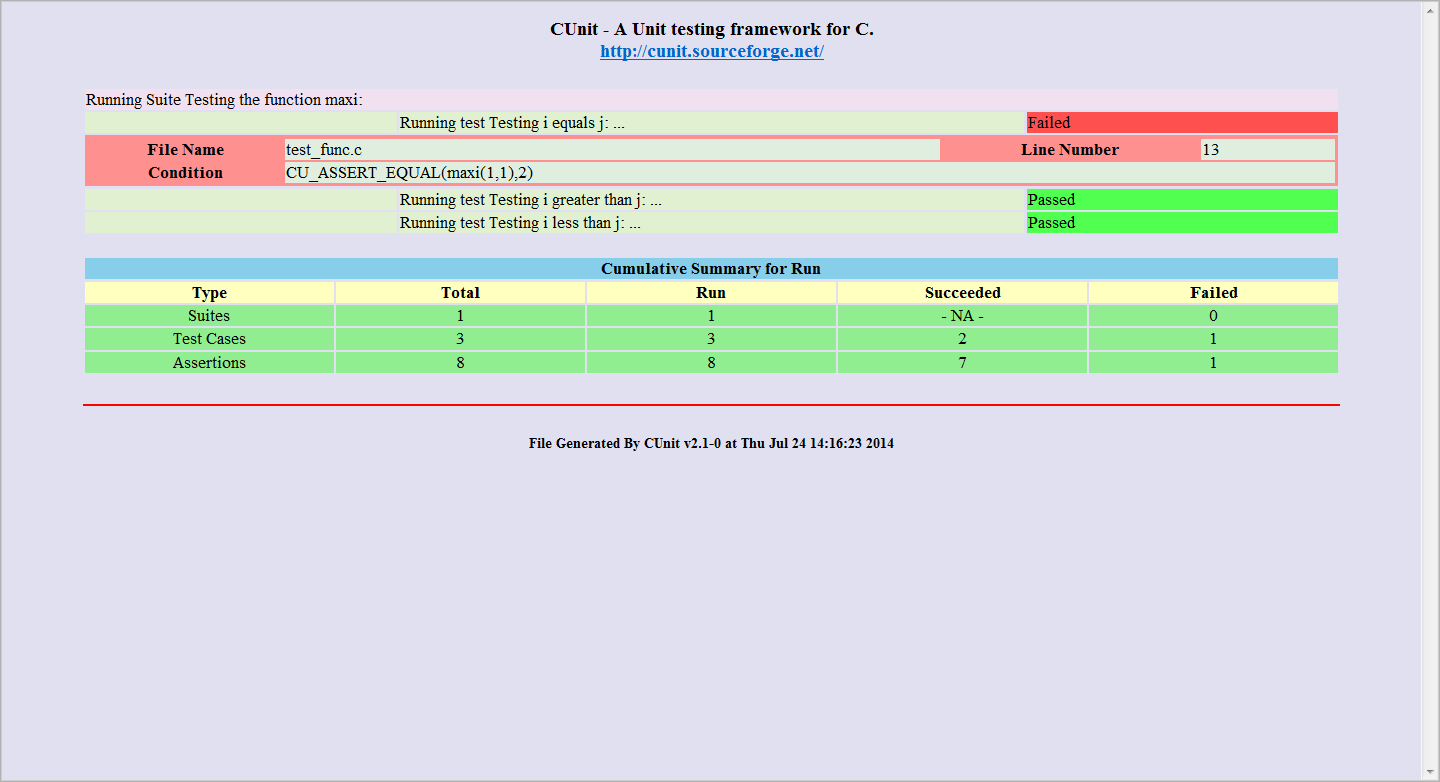 CUnit - A Unit testing framework for C.
http://cunit.sourceforge.net/
Running Suite Testing the function maxi:
Running test Testing i equals j: ... Failed
File Name test_func.c Line Number 13
Condition CU_ASSERT_EQUAL(maxi(1,1),2)
Running test Testing i greater than j: ... Passed
Running test Testing i less than j: ... Passed
Cumulative Summary for Run
Type Total Run Succeeded Failed
Suites 1 1 - NA - 0
Test Cases 3 3 2 1
Assertions 8 8 7 1
File Generated By CUnit v2.1-0 at Thu Jul 24 14:16:23 2014